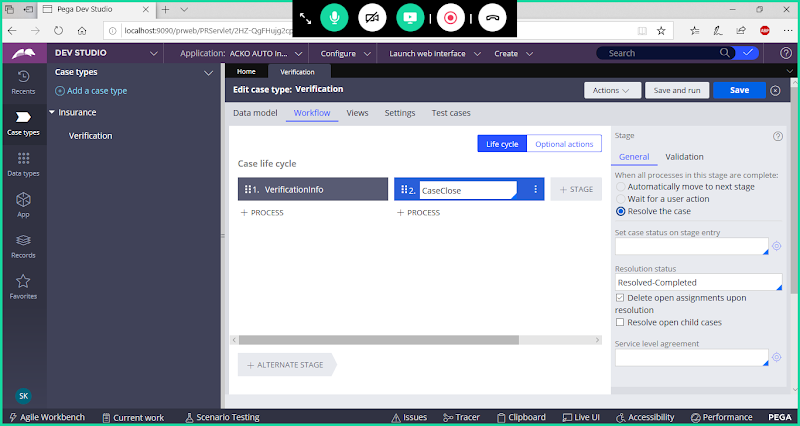 Pega Dev Studio
localhost:9090/prweb/PRServlet/2HZ-QgFHujg2cp
DEV STUDIO
Application: ACKO AUTO In...
Configure
Launch web interface
Create
Search
Recents
Case types
Data types
App
Records
Favorites
SK
Case types
Add a case type
Insurance
Verification
Home
Verification
Edit case type: Verification
Actions
Save and run
Save
Data model
Workflow
Views
Settings
Test cases
Life cycle
Optional actions
Case life cycle
1. VerificationInfo
2. CaseClose
+ STAGE
+ PROCESS
+ PROCESS
+ ALTERNATE STAGE
Stage
General
Validation
When all processes in this stage are complete:
Automatically move to next stage
Wait for a user action
Resolve the case
Set case status on stage entry
Resolution status
Resolved-Completed
Delete open assignments upon
resolution
Resolve open child cases
Service level agreement
Agile Workbench
Current work
Scenario Testing
Issues
Tracer
Clipboard
Live UI
Accessibility
Performance
PEGA